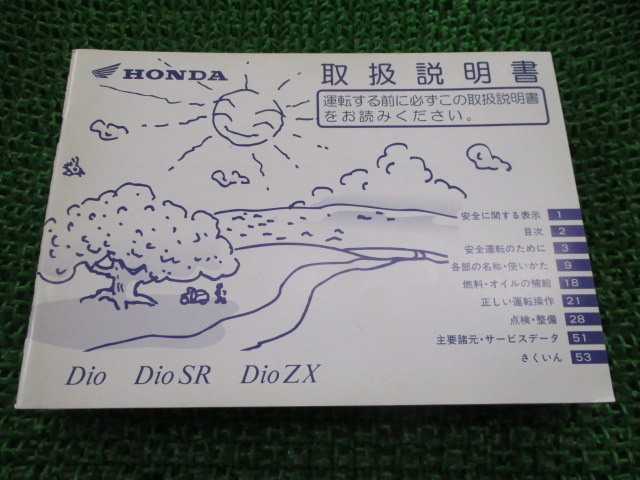 HONDA
取扱説明書
運転する前に必ずこの取扱説明書
をお読みください。
安全に関する表示 1
目次 2
安全運転のために 3
各部の名称・使いかた 9
燃料・オイルの補給 18
正しい運転操作 21
点検・整備 28
主要諸元・サービスデータ 51
さくいん 53
Dio Dio SR Dio ZX